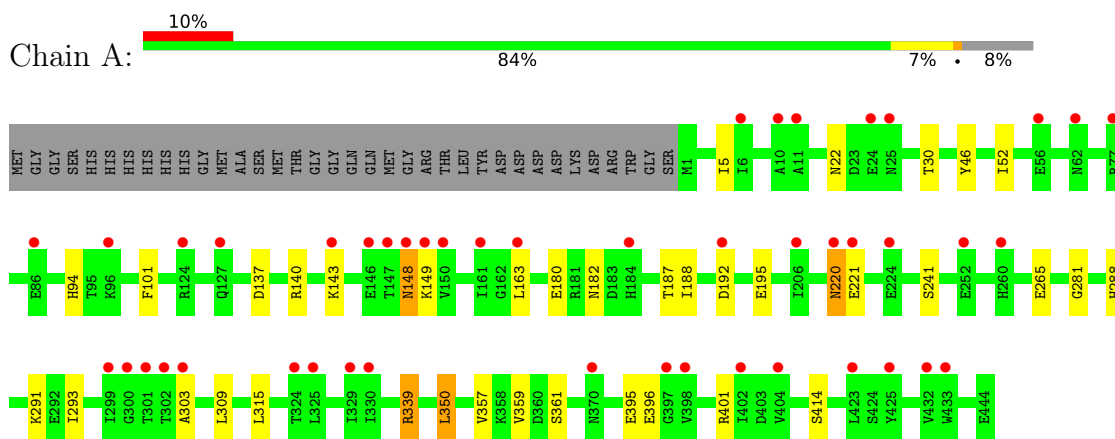 10%
Chain A:
84% 7% • 8%
MET GLY GLY SER HIS HIS HIS HIS HIS HIS GLY MET ALA SER MET THR GLY GLY GLN GLN MET GLY ARG THR LEU TYR ASP ASP ASP ASP LYS ASP ARG TRP GLY SER M1 I5 I6 A10 A11 N22 D23 E24 N25 T30 Y46 I52 E56 N62
E86 H94 T95 K96 F101 R124 Q127 D137 R140 K143 E146 T147 N148 K149 V150 I161 G162 L163 E180 R181 N182 D183 H184 T187 I188 D192 E195 I206 N220 E221 E224 S241 E252 H260 E265 G281 H288
K291 E292 I293 I299 G300 T301 T302 A303 L309 L315 T324 L325 I329 I330 R339 L350 V357 K358 V359 D360 S361 N370 E395 E396 G397 V398 R401 I402 D403 V404 S414 L423 S424 Y425 V432 W433 E444